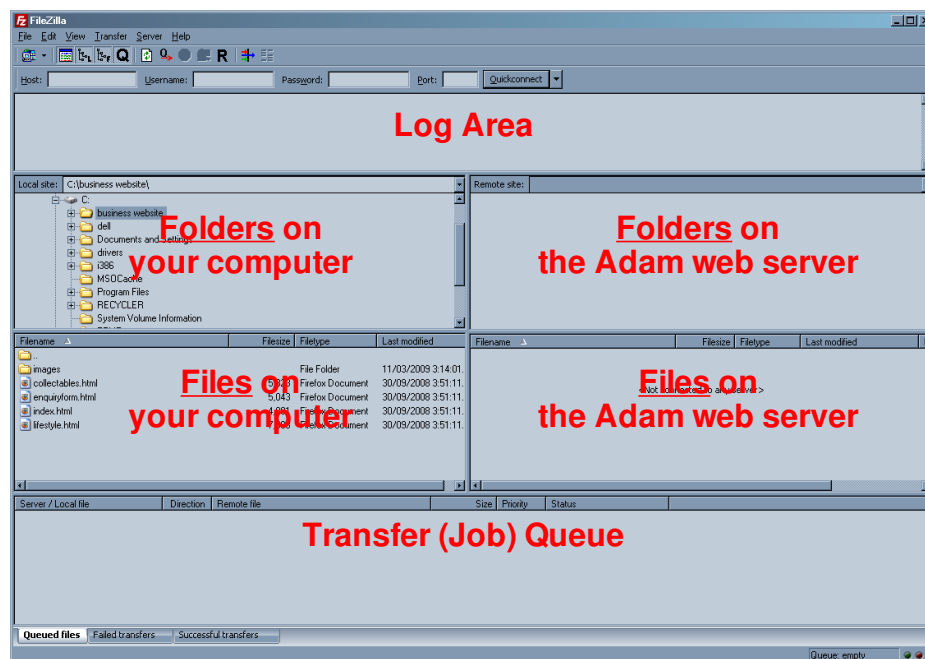 FileZilla
File Edit View Transfer Server Help
Host: Username: Password: Port: Quickconnect
Log Area
Local site: C:\business website\
Remote site:
C:
business website
dell
Documents and Settings
drivers
i386
MSOCache
Program Files
RECYCLER
System Volume Information
Folders on
your computer
Folders on
the Adam web server
Filename Filesize Filetype Last modified
..
images File Folder 11/03/2009 3:14:01.
collectables.html Firefox Document 30/09/2008 3:51:11.
enquiryform.html 5,043 Firefox Document 30/09/2008 3:51:11.
index.html Firefox Document 30/09/2008 3:51:11.
lifestyle.html Firefox Document 30/09/2008 3:51:11.
Files on
your computer
Filename Filesize Filetype Last modified
<Not connected to any server>
Files on
the Adam web server
Server / Local file Direction Remote file Size Priority Status
Transfer (Job) Queue
Queued files Failed transfers Successful transfers
Queue: empty